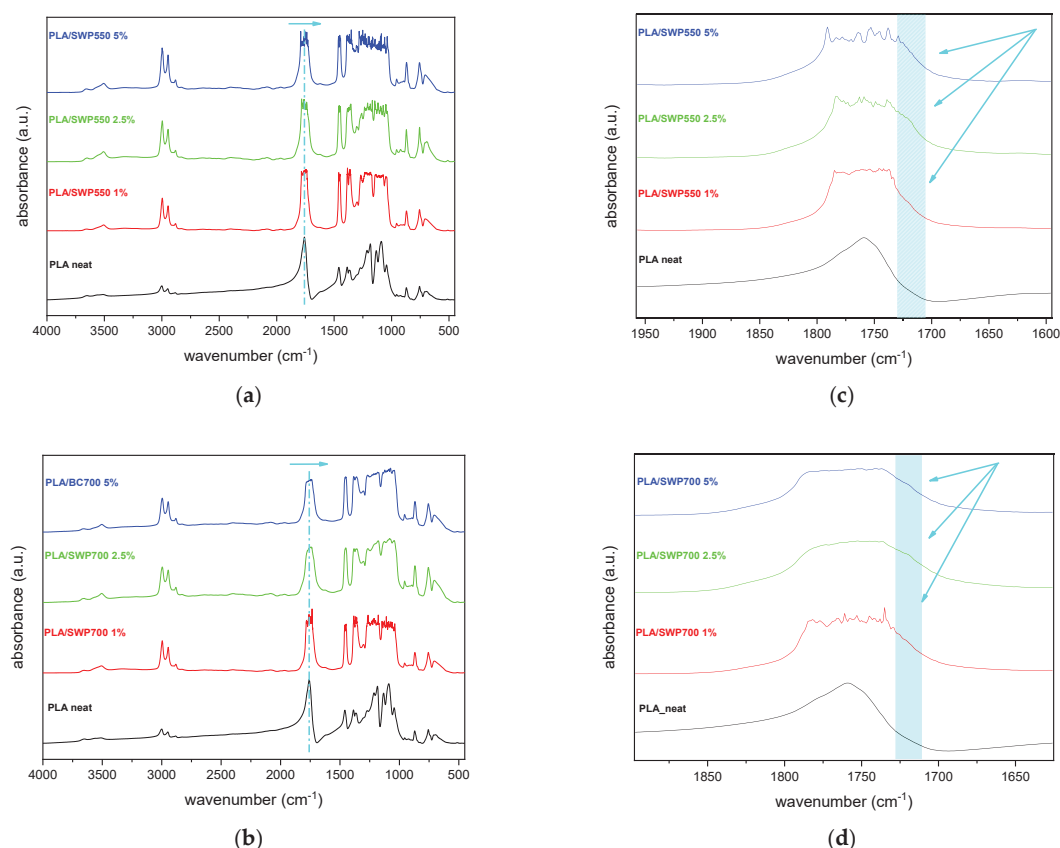 PLA/SWP550 5%
PLA/SWP550 2.5%
PLA/SWP550 1%
PLA neat
absorbance (a.u.)
4000 3500 3000 2500 2000 1500 1000 500
wavenumber (cm⁻¹)
(a)
PLA/SWP550 5%
PLA/SWP550 2.5%
PLA/SWP550 1%
PLA neat
absorbance (a.u.)
1950 1900 1850 1800 1750 1700 1650 1600
wavenumber (cm⁻¹)
(c)
PLA/BC700 5%
PLA/SWP700 2.5%
PLA/SWP700 1%
PLA neat
absorbance (a.u.)
4000 3500 3000 2500 2000 1500 1000 500
wavenumber (cm⁻¹)
(b)
PLA/SWP700 5%
PLA/SWP700 2.5%
PLA/SWP700 1%
PLA_neat
absorbance (a.u.)
1850 1800 1750 1700 1650
wavenumber (cm⁻¹)
(d)